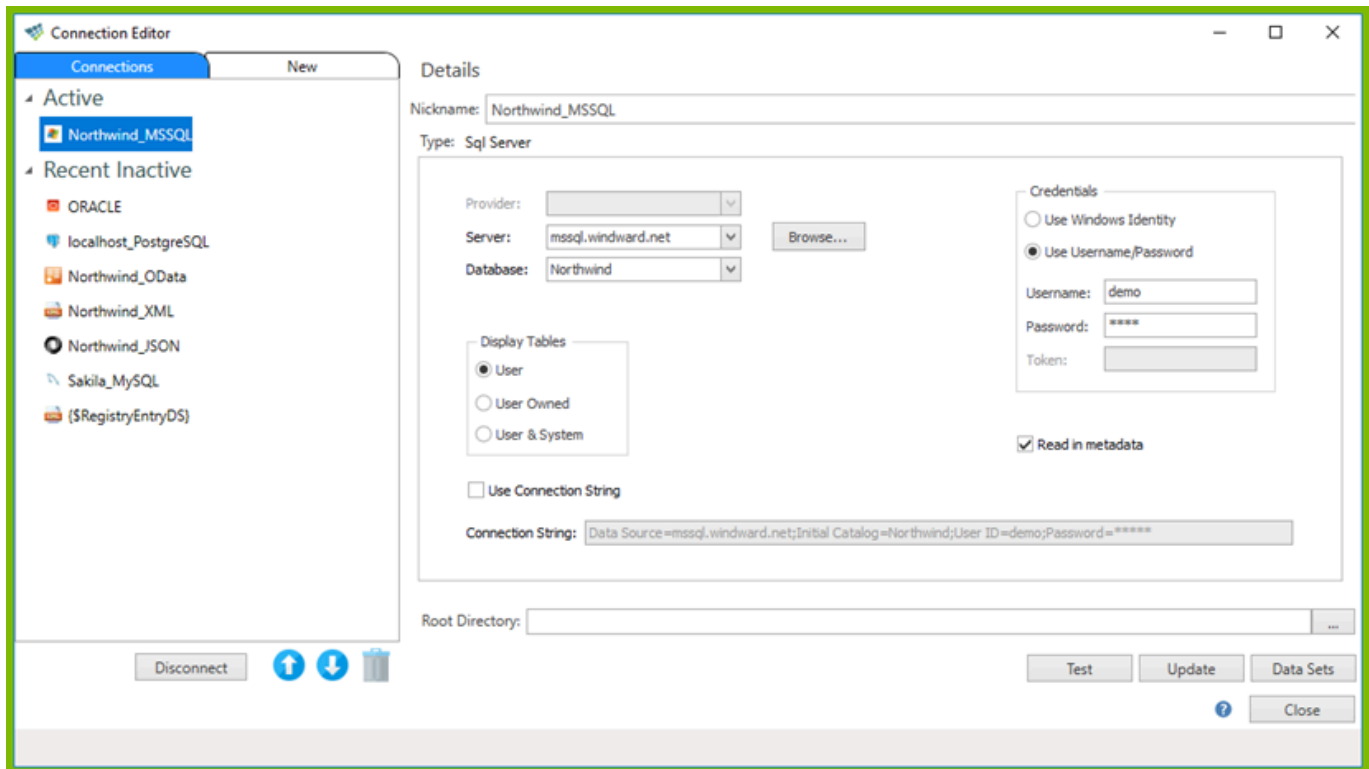 Connection Editor
Connections
New
Active
Northwind_MSSQL
Recent Inactive
ORACLE
localhost_PostgreSQL
Northwind_OData
Northwind_XML
Northwind_JSON
Sakila_MySQL
{$RegistryEntryDS}
Disconnect
Details
Nickname: Northwind_MSSQL
Type: Sql Server
Provider:
Server: mssql.windward.net Browse...
Database: Northwind
Display Tables
User
User Owned
User & System
Credentials
Use Windows Identity
Use Username/Password
Username: demo
Password: ****
Token:
Read in metadata
Use Connection String
Connection String: Data Source=mssql.windward.net;Initial Catalog=Northwind;User ID=demo;Password=*****
Root Directory: ...
Test Update Data Sets
? Close